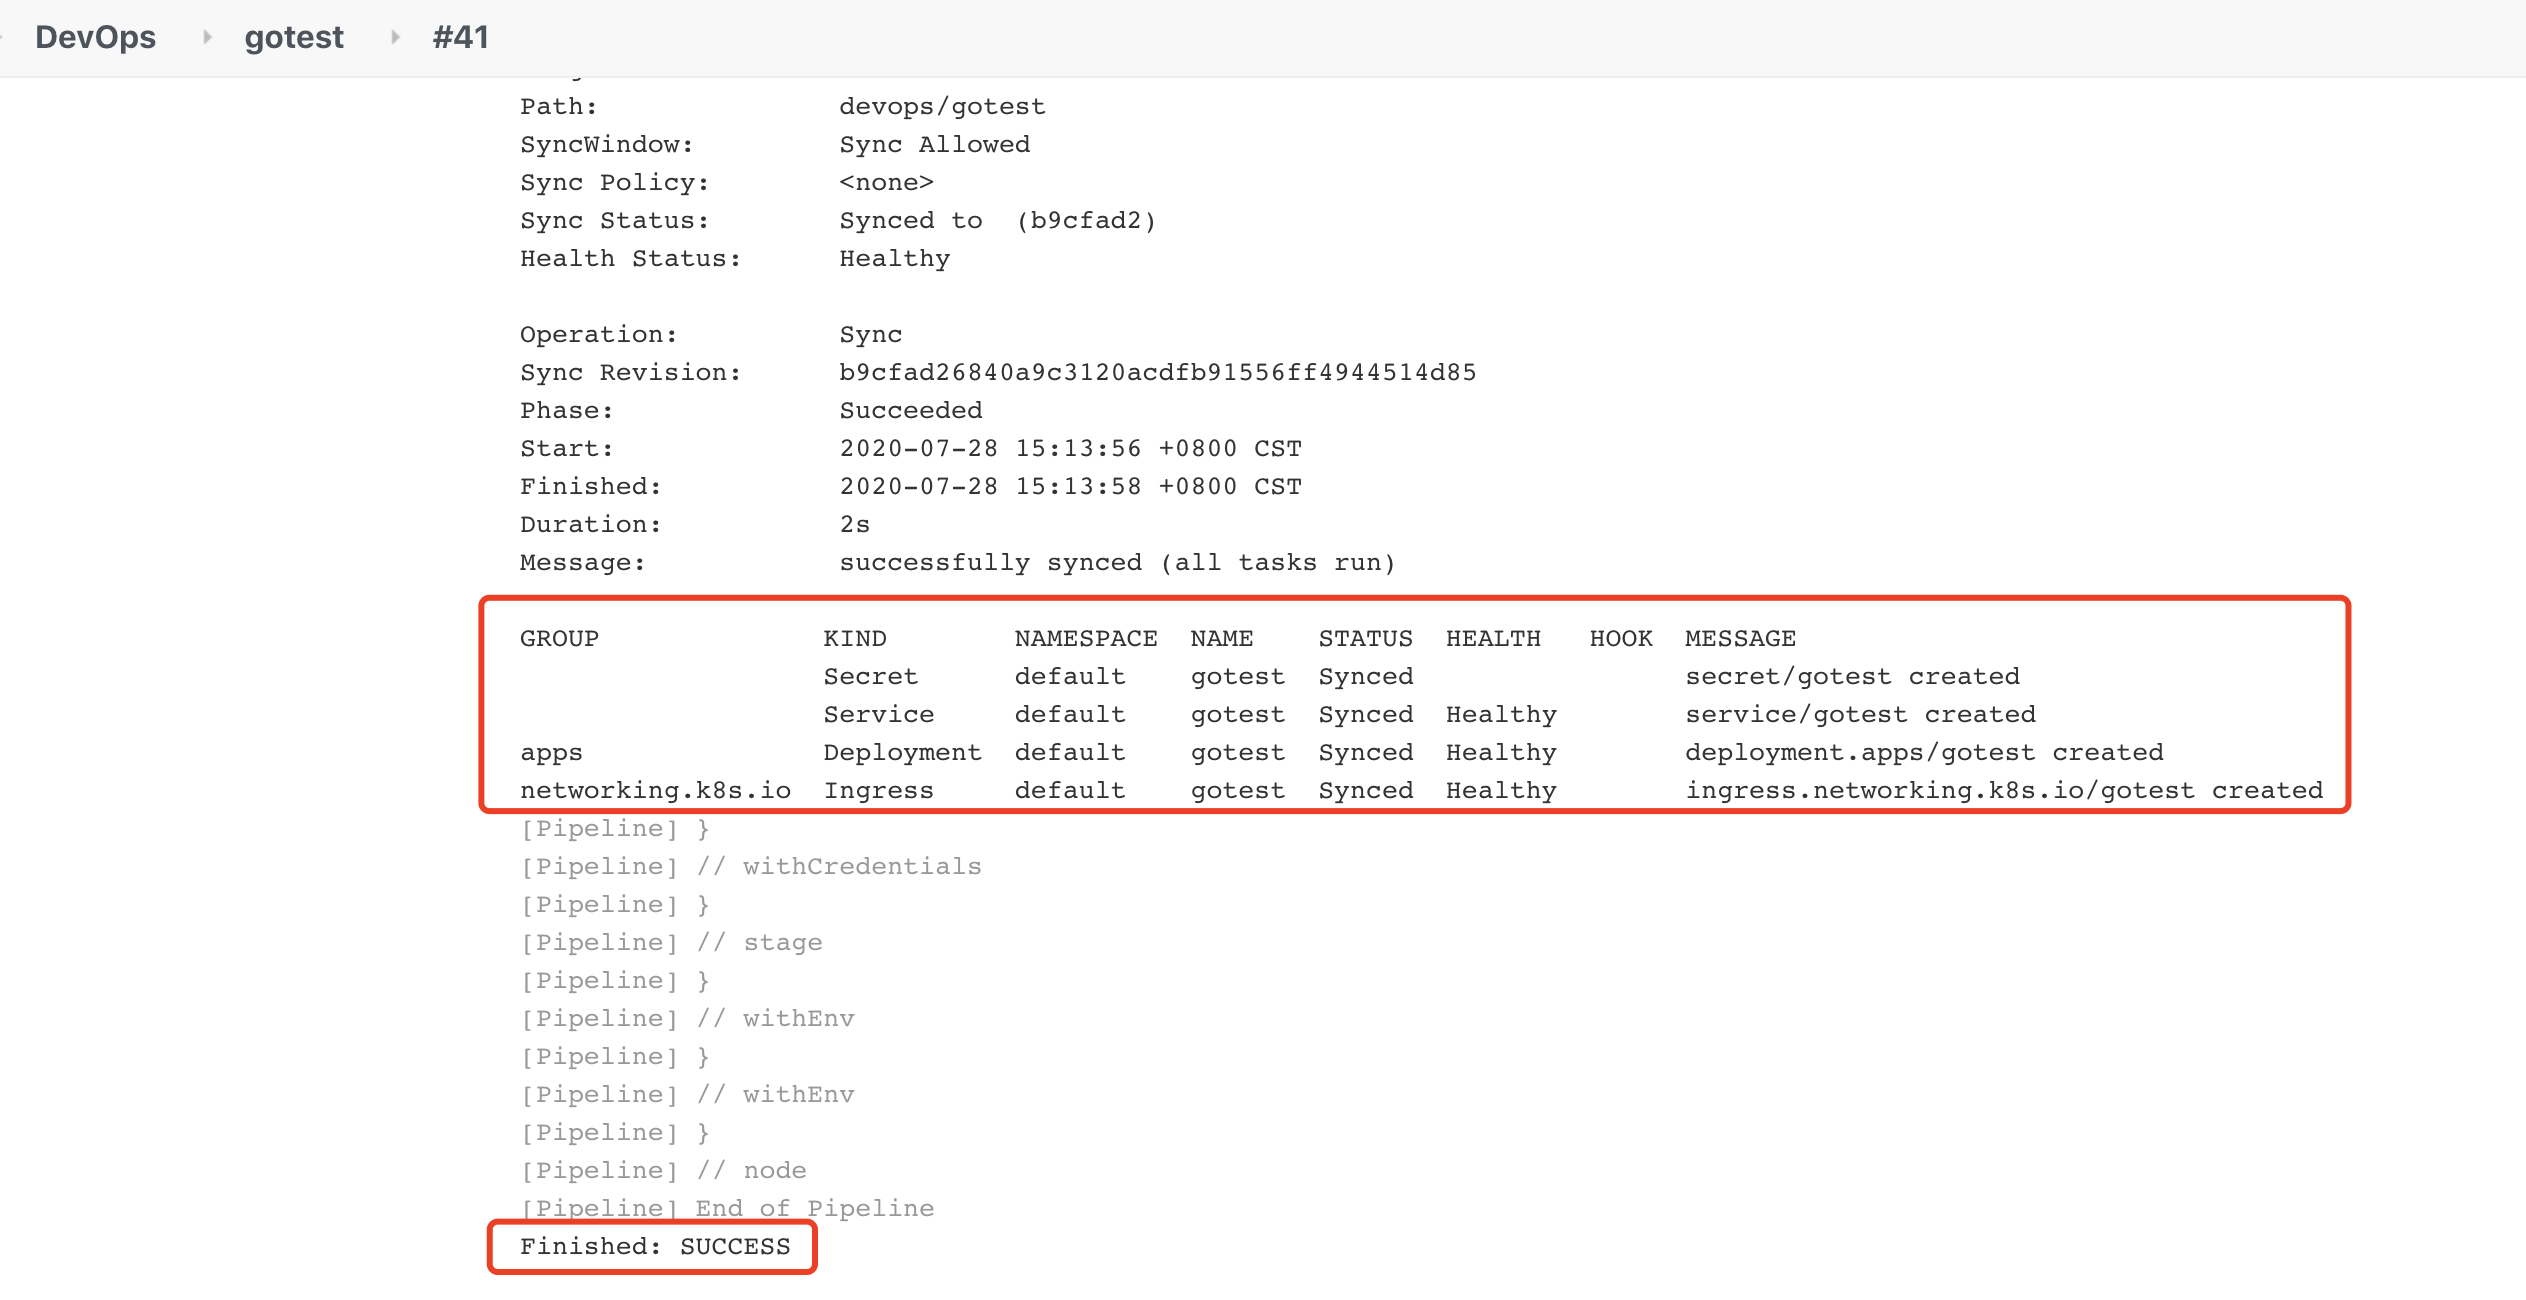 DevOps gotest #41
Path: devops/gotest
SyncWindow: Sync Allowed
Sync Policy: <none>
Sync Status: Synced to (b9cfad2)
Health Status: Healthy
Operation: Sync
Sync Revision: b9cfad26840a9c3120acdfb91556ff4944514d85
Phase: Succeeded
Start: 2020-07-28 15:13:56 +0800 CST
Finished: 2020-07-28 15:13:58 +0800 CST
Duration: 2s
Message: successfully synced (all tasks run)
GROUP KIND NAMESPACE NAME STATUS HEALTH HOOK MESSAGE
Secret default gotest Synced secret/gotest created
Service default gotest Synced Healthy service/gotest created
apps Deployment default gotest Synced Healthy deployment.apps/gotest created
networking.k8s.io Ingress default gotest Synced Healthy ingress.networking.k8s.io/gotest created
[Pipeline] }
[Pipeline] // withCredentials
[Pipeline] }
[Pipeline] // stage
[Pipeline] }
[Pipeline] // withEnv
[Pipeline] }
[Pipeline] // withEnv
[Pipeline] }
[Pipeline] // node
[Pipeline] End of Pipeline
Finished: SUCCESS